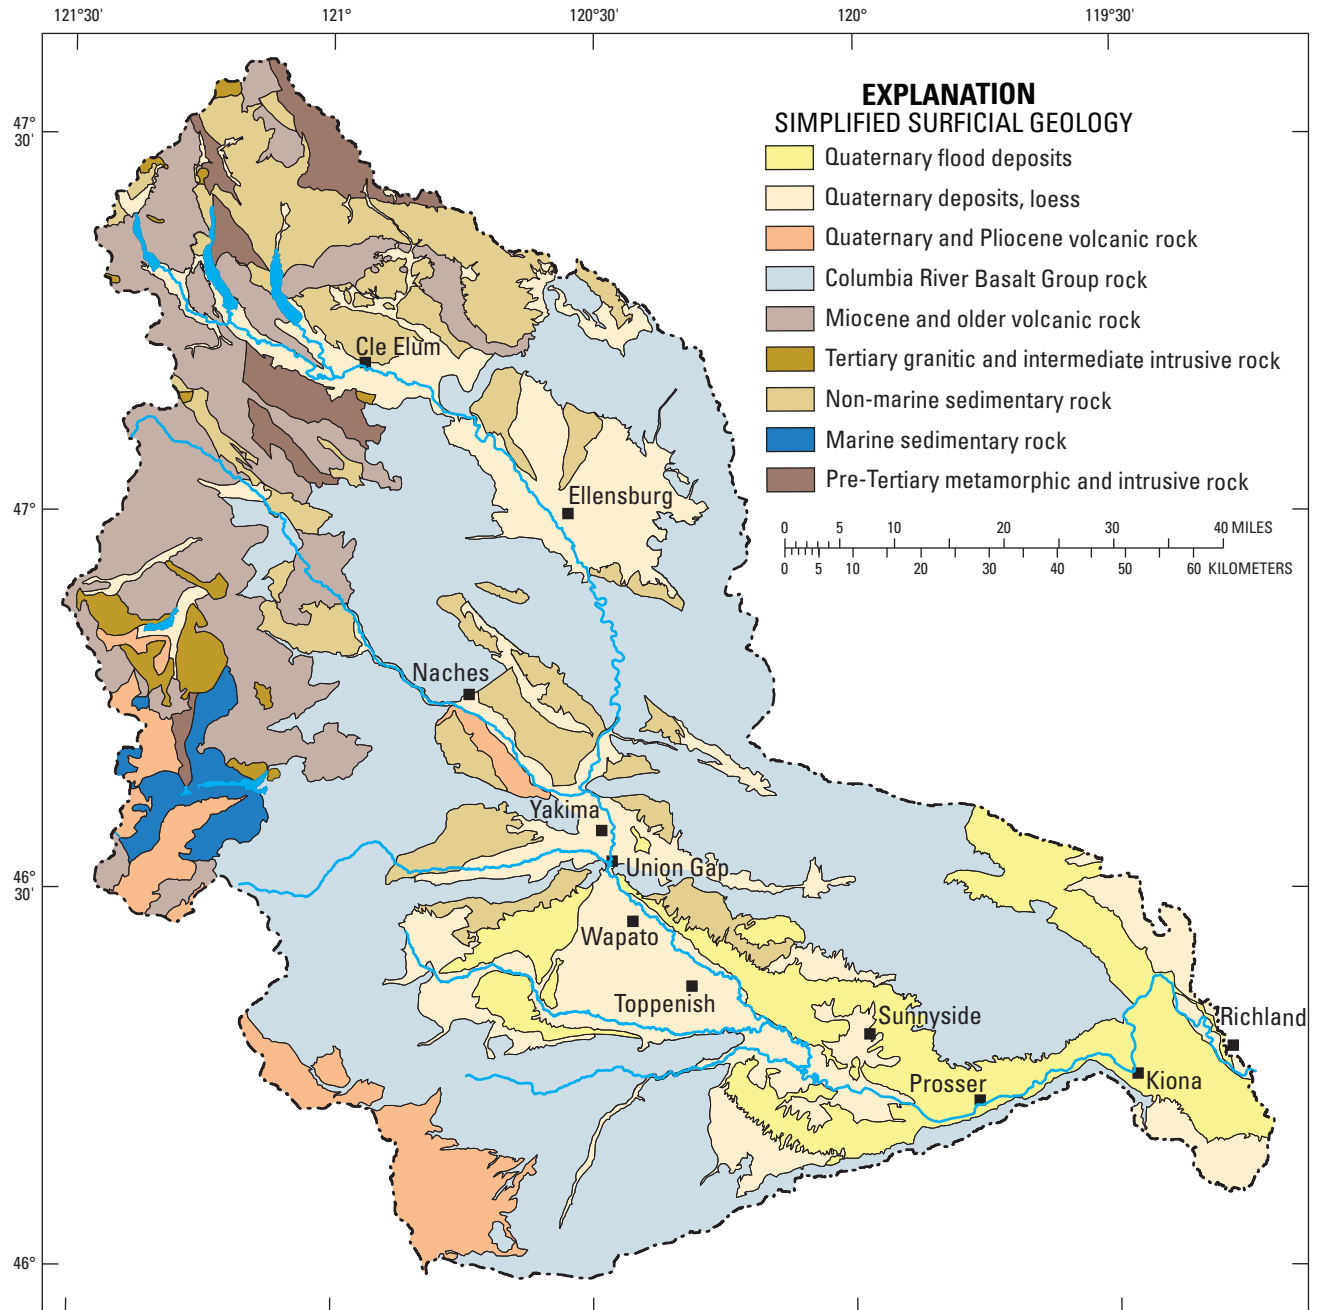 121°30' 121° 120°30' 120° 119°30'
47°
30'
47°
46°
30'
46°
EXPLANATION
SIMPLIFIED SURFICIAL GEOLOGY
Quaternary flood deposits
Quaternary deposits, loess
Quaternary and Pliocene volcanic rock
Columbia River Basalt Group rock
Miocene and older volcanic rock
Tertiary granitic and intermediate intrusive rock
Non-marine sedimentary rock
Marine sedimentary rock
Pre-Tertiary metamorphic and intrusive rock
0 5 10 20 30 40 MILES
0 5 10 20 30 40 50 60 KILOMETERS
Cle Elum
Ellensburg
Naches
Yakima
Union Gap
Wapato
Toppenish
Sunnyside
Richland
Prosser
Kiona